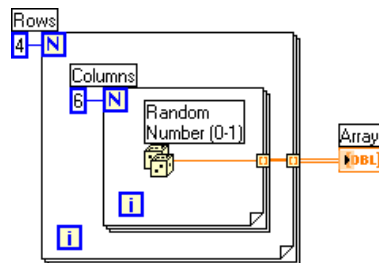 Rows
4 N
Columns
6 N
Random
Number (0-1)
Array
DBL
i
i